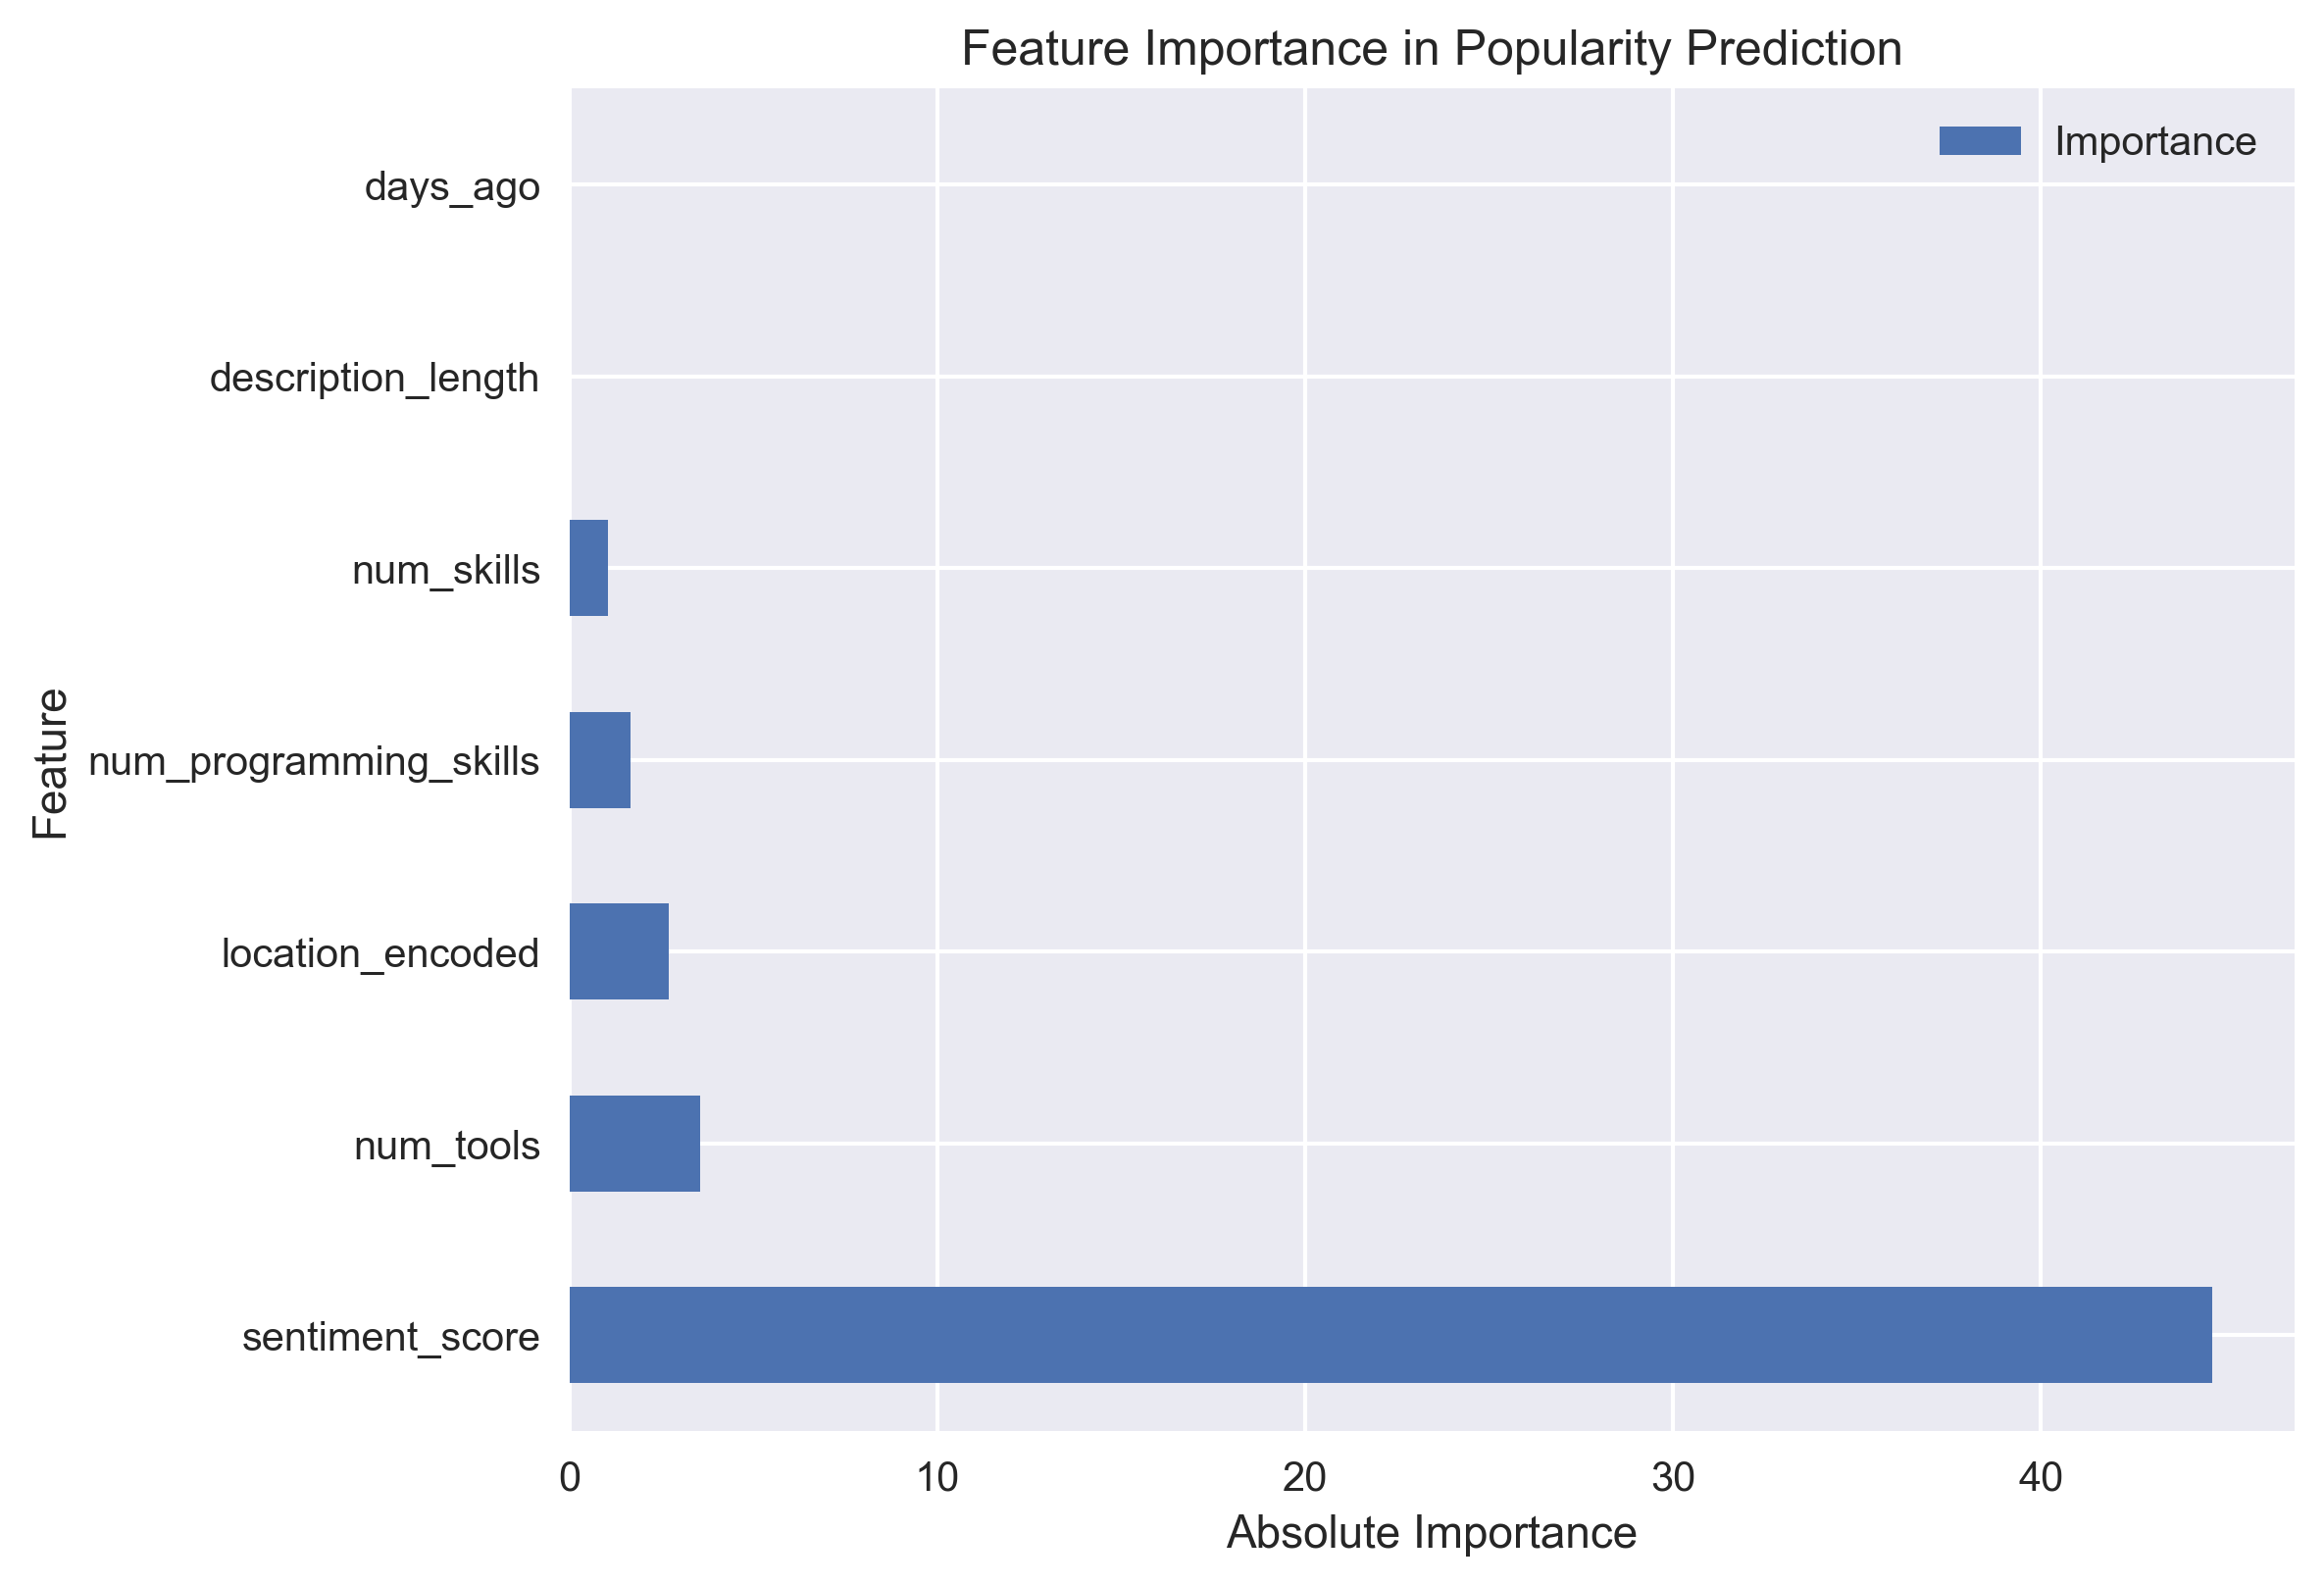 Feature Importance in Popularity Prediction
Importance
days_ago
description_length
num_skills
num_programming_skills
location_encoded
num_tools
sentiment_score
Feature
0 10 20 30 40
Absolute Importance